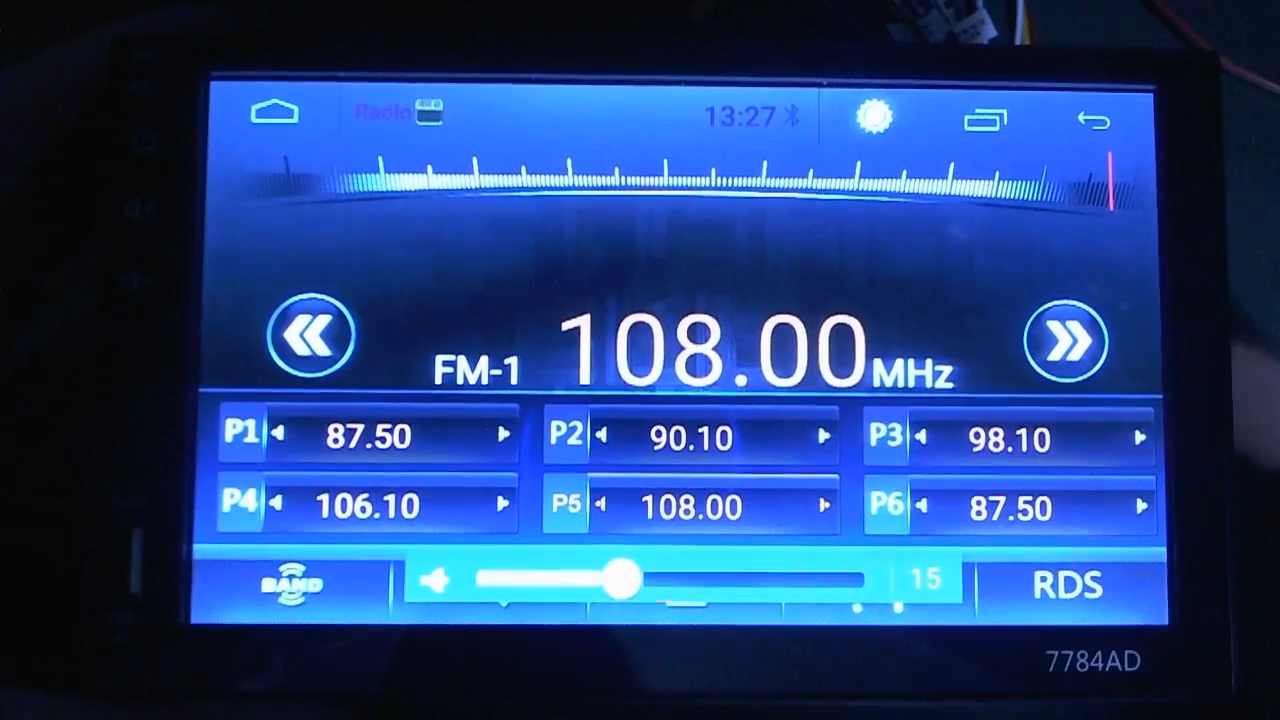 Radio 13:27
FM-1 108.00 MHz
P1 87.50 P2 90.10 P3 98.10
P4 106.10 P5 108.00 P6 87.50
BAND 15 RDS
7784AD